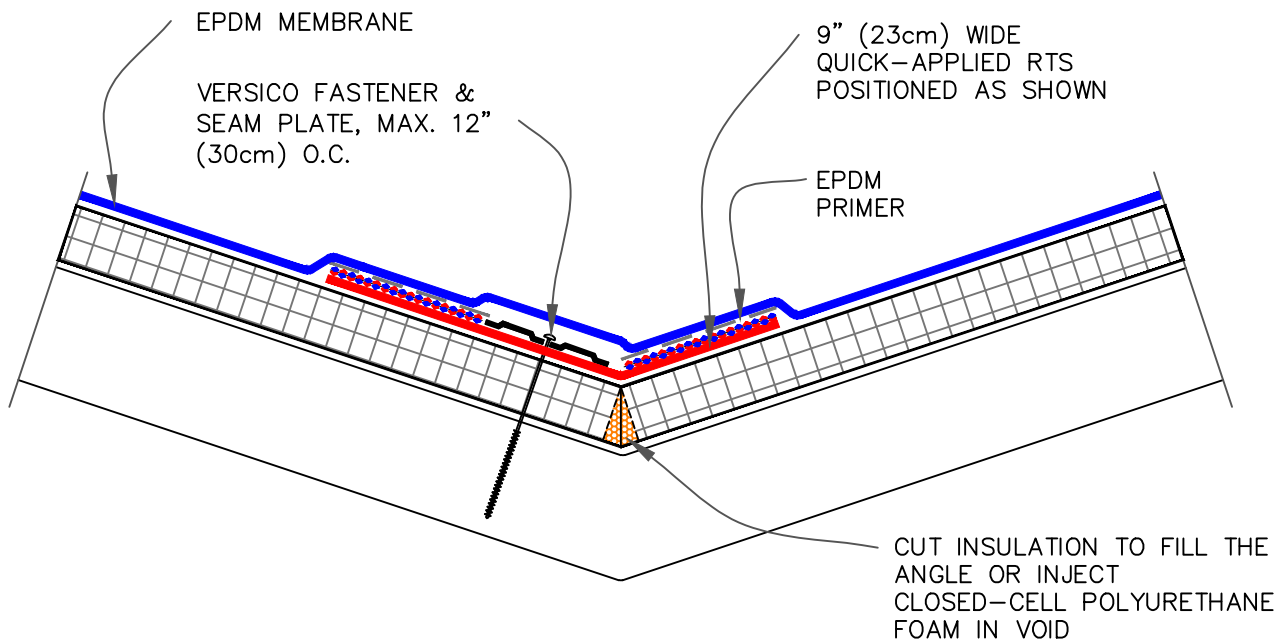 EPDM MEMBRANE
VERSICO FASTENER &
SEAM PLATE, MAX. 12"
(30cm) O.C.
9" (23cm) WIDE
QUICK–APPLIED RTS
POSITIONED AS SHOWN
EPDM
PRIMER
CUT INSULATION TO FILL THE
ANGLE OR INJECT
CLOSED–CELL POLYURETHANE
FOAM IN VOID